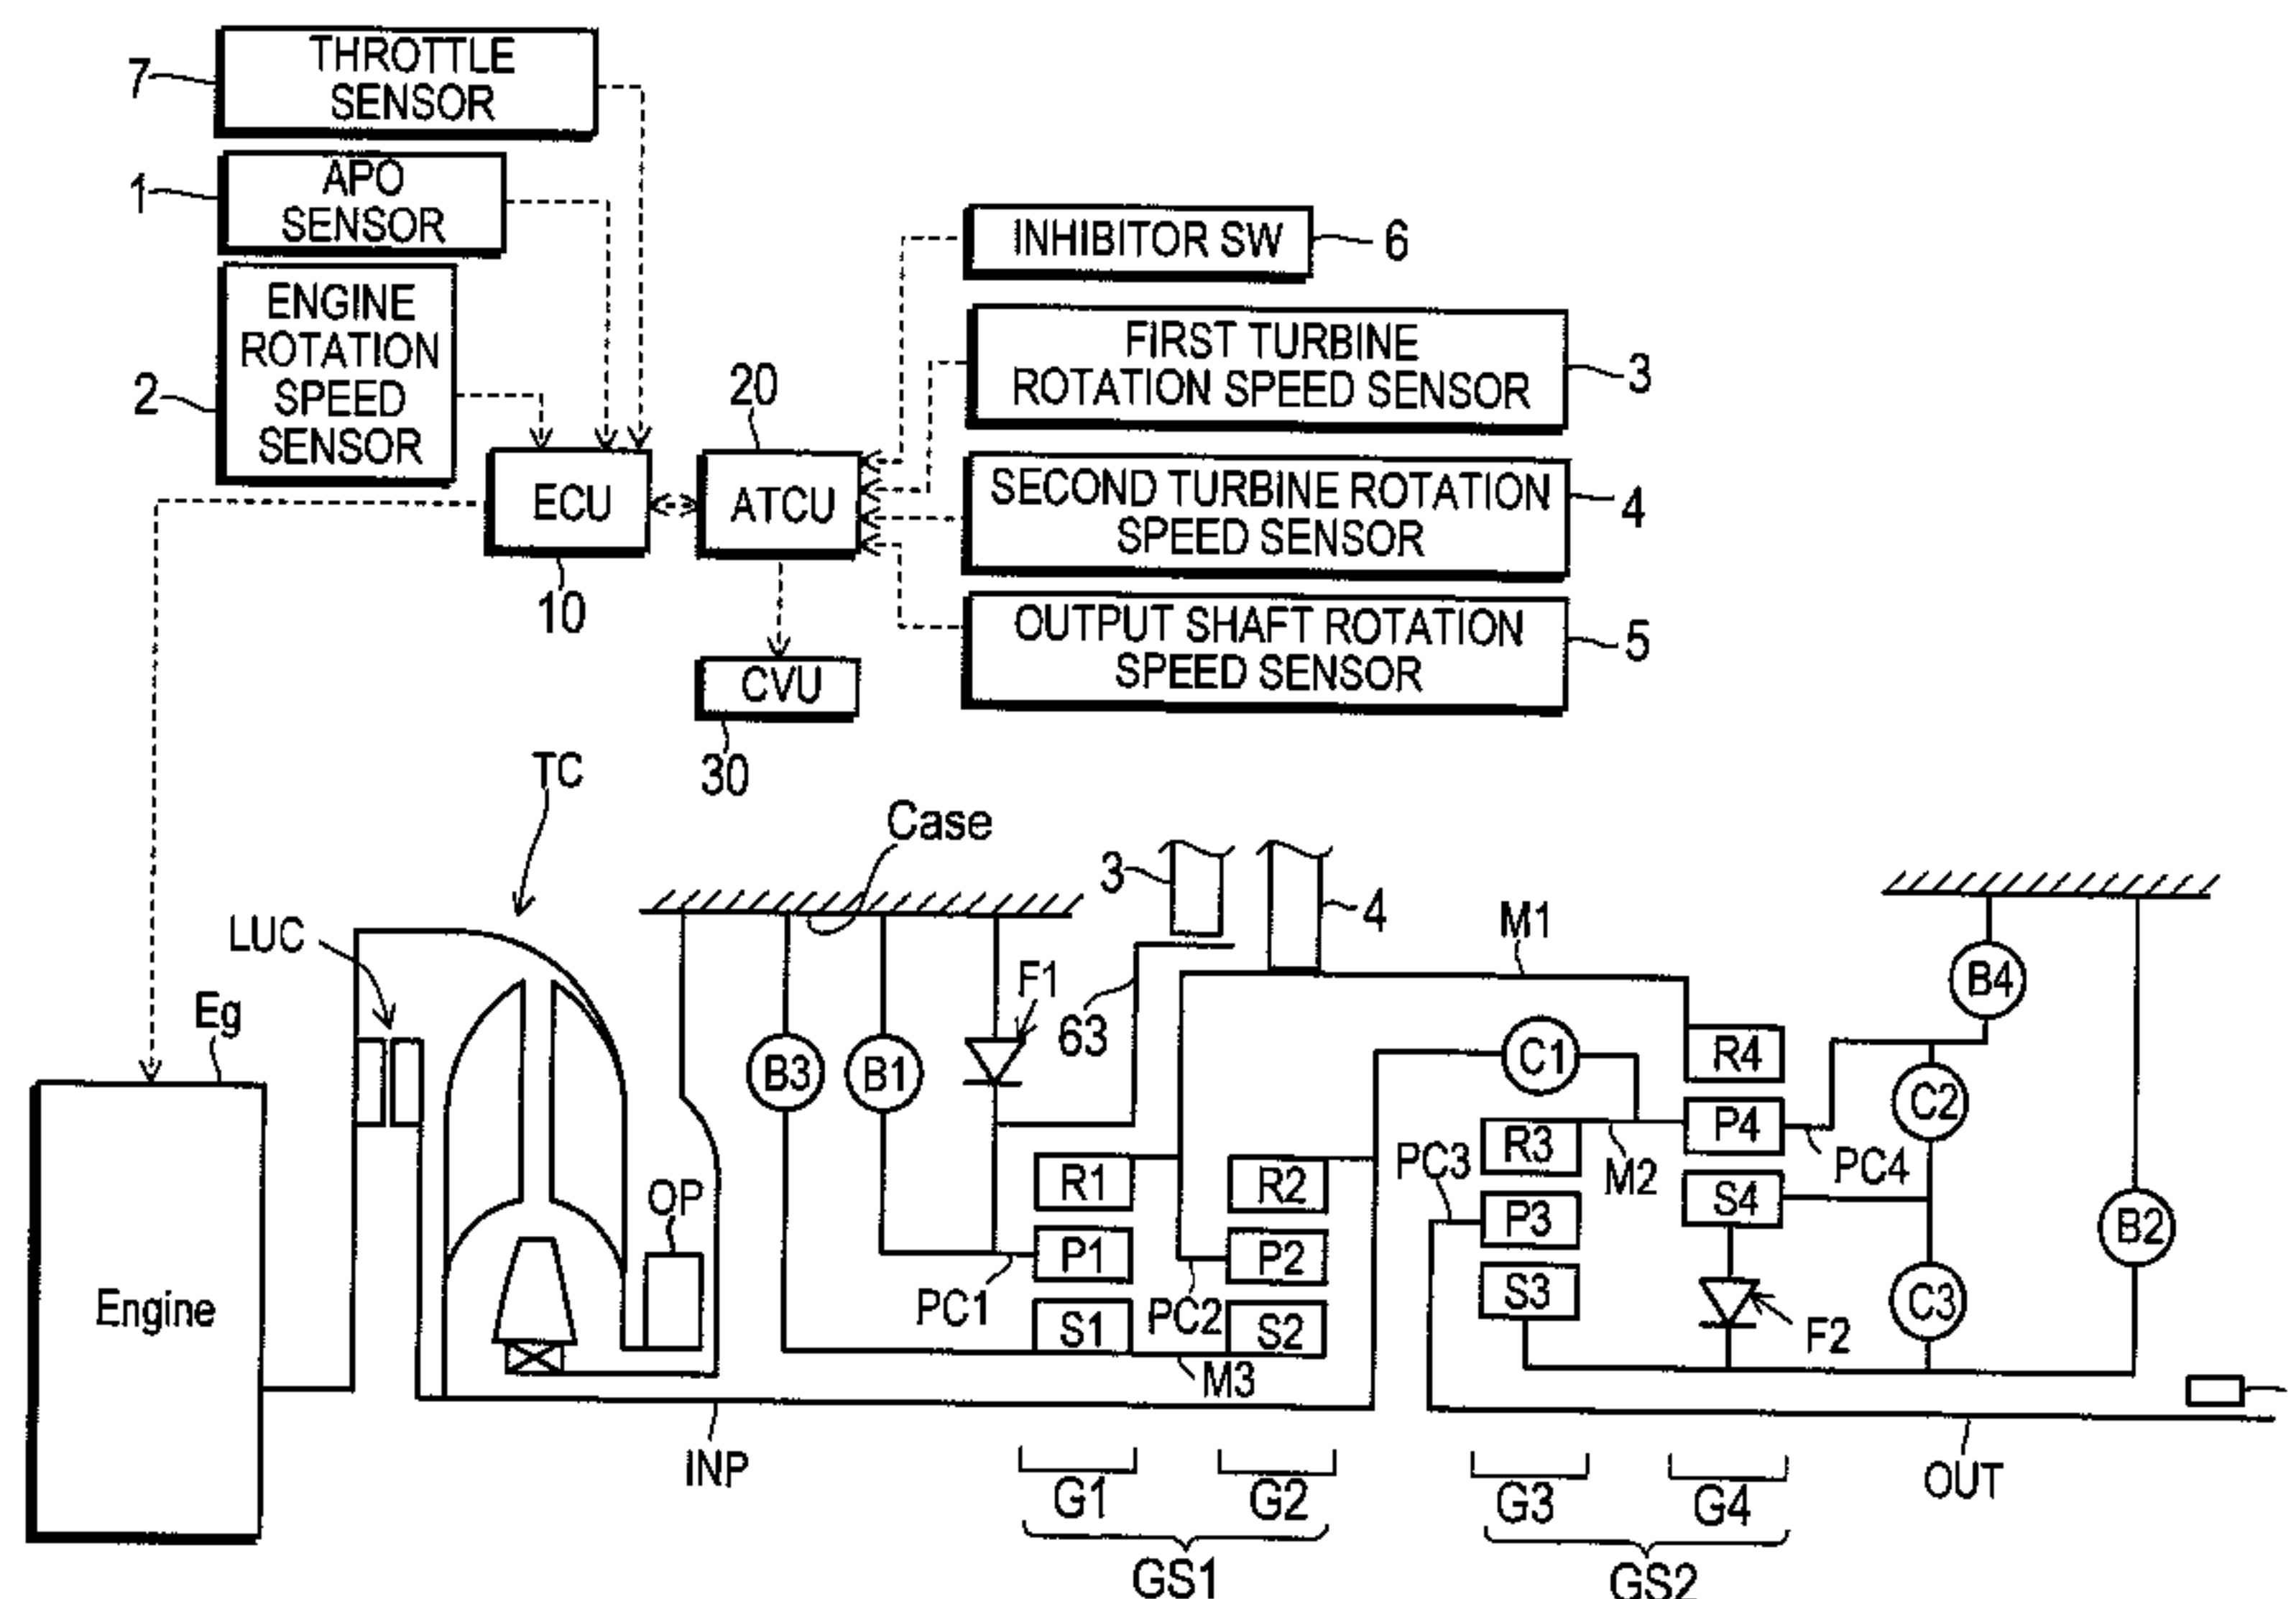 7
THROTTLE
SENSOR
1
APO
SENSOR
2
ENGINE
ROTATION
SPEED
SENSOR
INHIBITOR SW
6
FIRST TURBINE
ROTATION SPEED SENSOR
3
20
SECOND TURBINE ROTATION
SPEED SENSOR
4
ECU
ATCU
10
OUTPUT SHAFT ROTATION
SPEED SENSOR
5
CVU
30
TC
Case
3
4
LUC
M1
Eg
F1
63
B4
B3
B1
C1
R4
C2
P4
R3
PC3
M2
PC4
OP
R1
R2
S4
P3
B2
P1
P2
Engine
PC1
S1
PC2
S2
S3
F2
C3
M3
INP
OUT
G1
G2
G3
G4
GS1
GS2